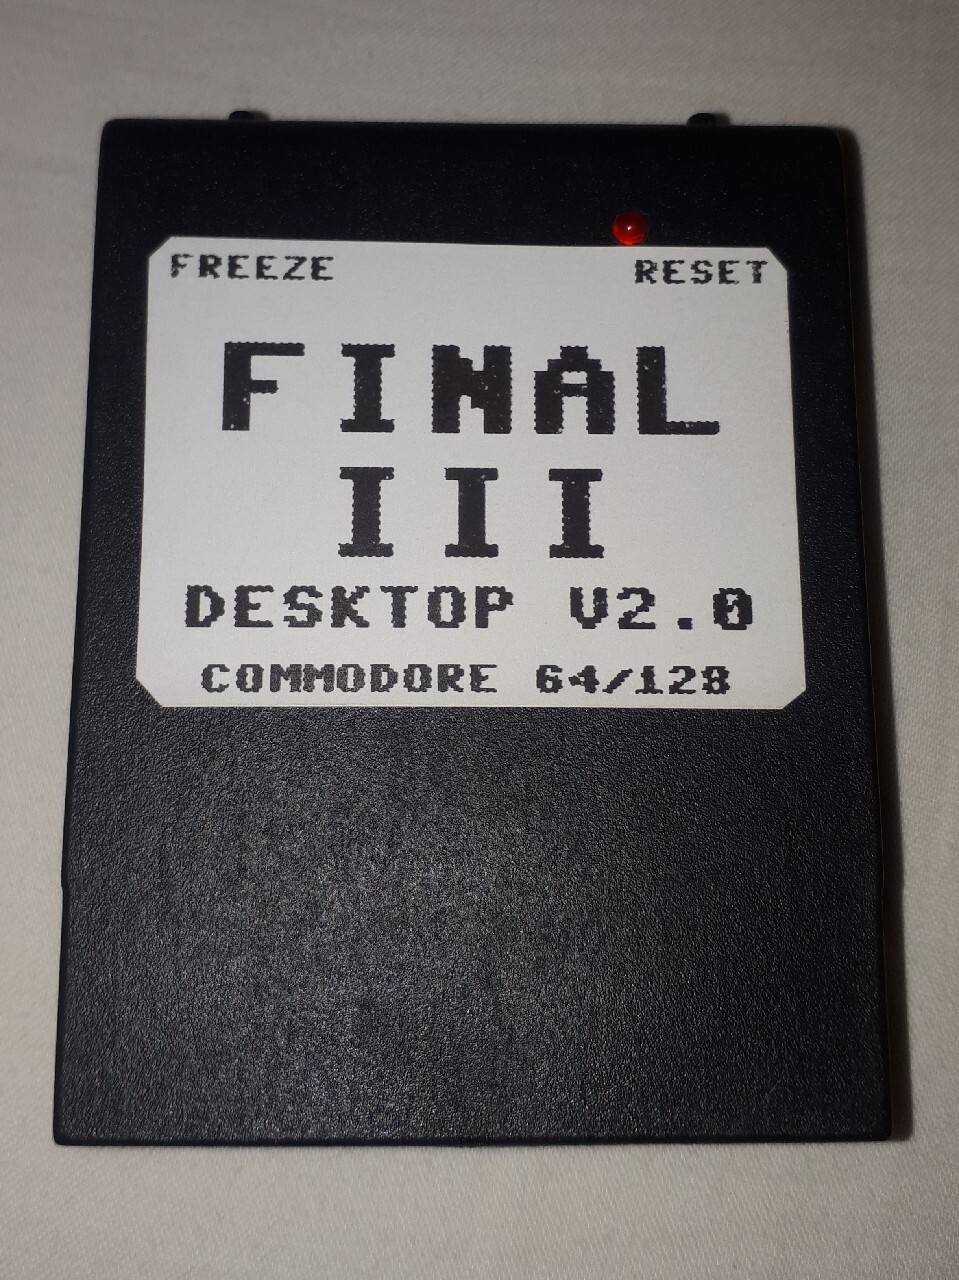 FREEZE RESET
FINAL
III
DESKTOP V2.0
COMMODORE 64/128